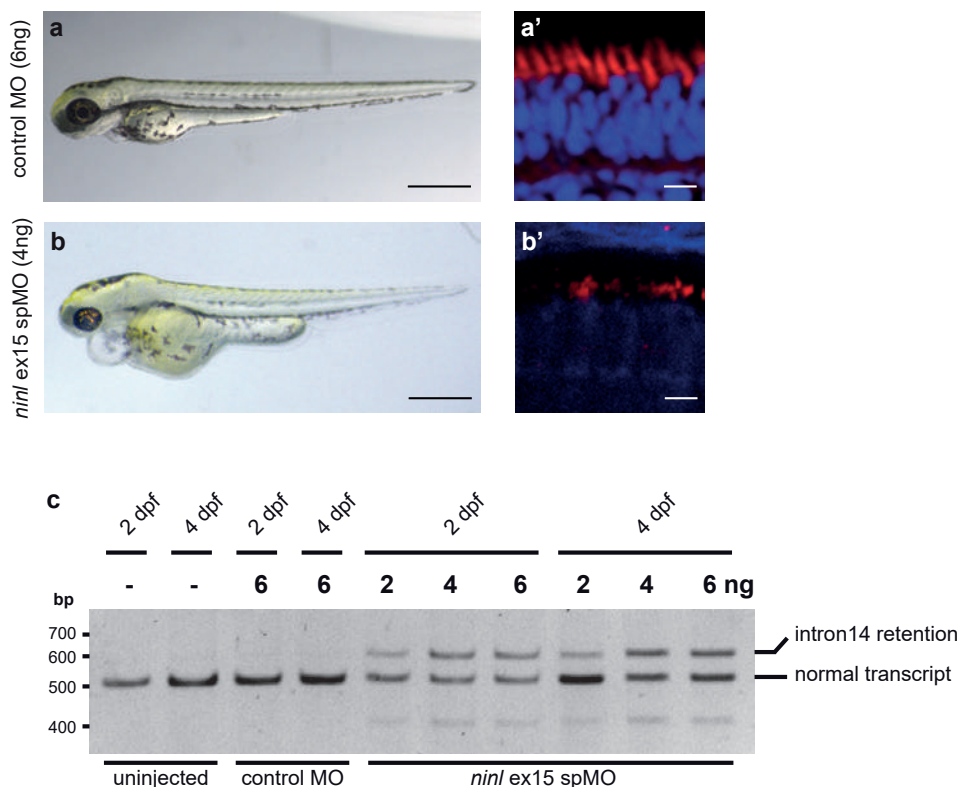 control MO (6ng)
a
a’
ninl ex15 spMO (4ng)
b
b’
c
2 dpf
4 dpf
2 dpf
4 dpf
2 dpf
4 dpf
- - 6 6 2 4 6 2 4 6 ng
bp
700
600
500
400
intron14 retention
normal transcript
uninjected
control MO
ninl ex15 spMO